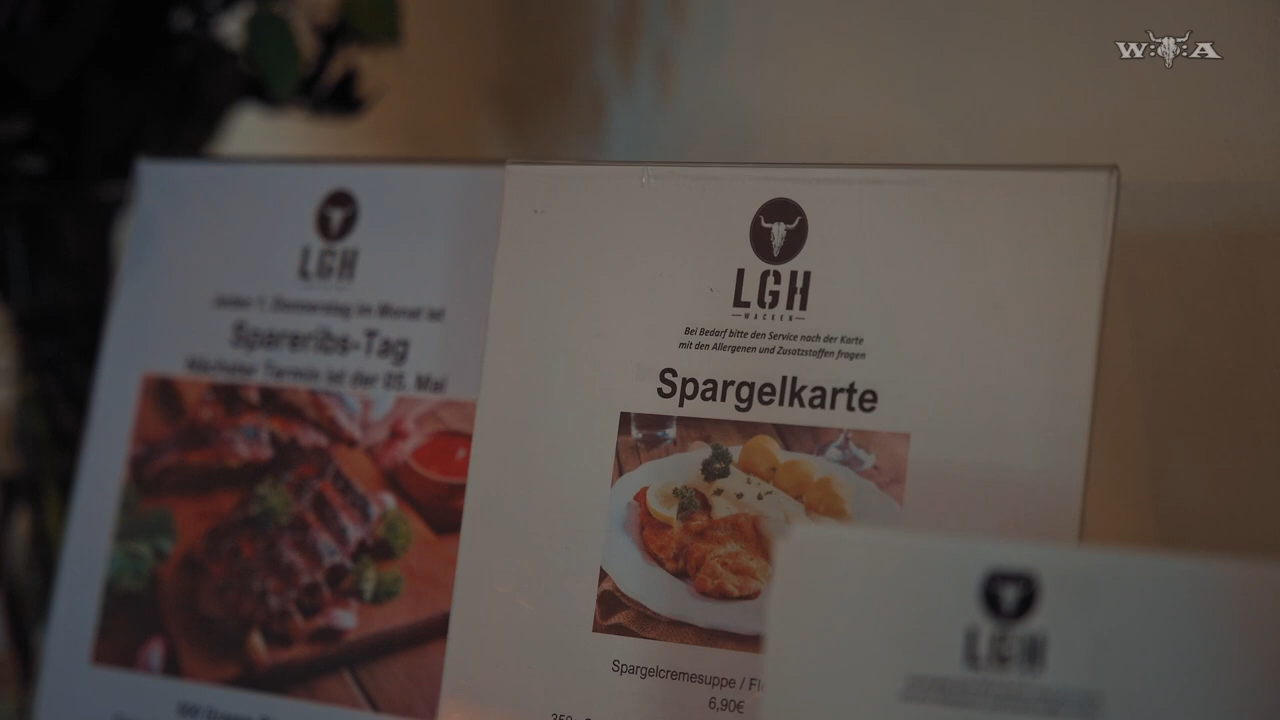 W:O:A
LGH
Jeden 1. Donnerstag im Monat ist
Spareribs-Tag
Nächster Termin ist der 05. Mai
LGH
WACKEN
Bei Bedarf bitte den Service nach der Karte
mit den Allergenen und Zusatzstoffen fragen
Spargelkarte
Spargelcremesuppe /
6,90€
LGH